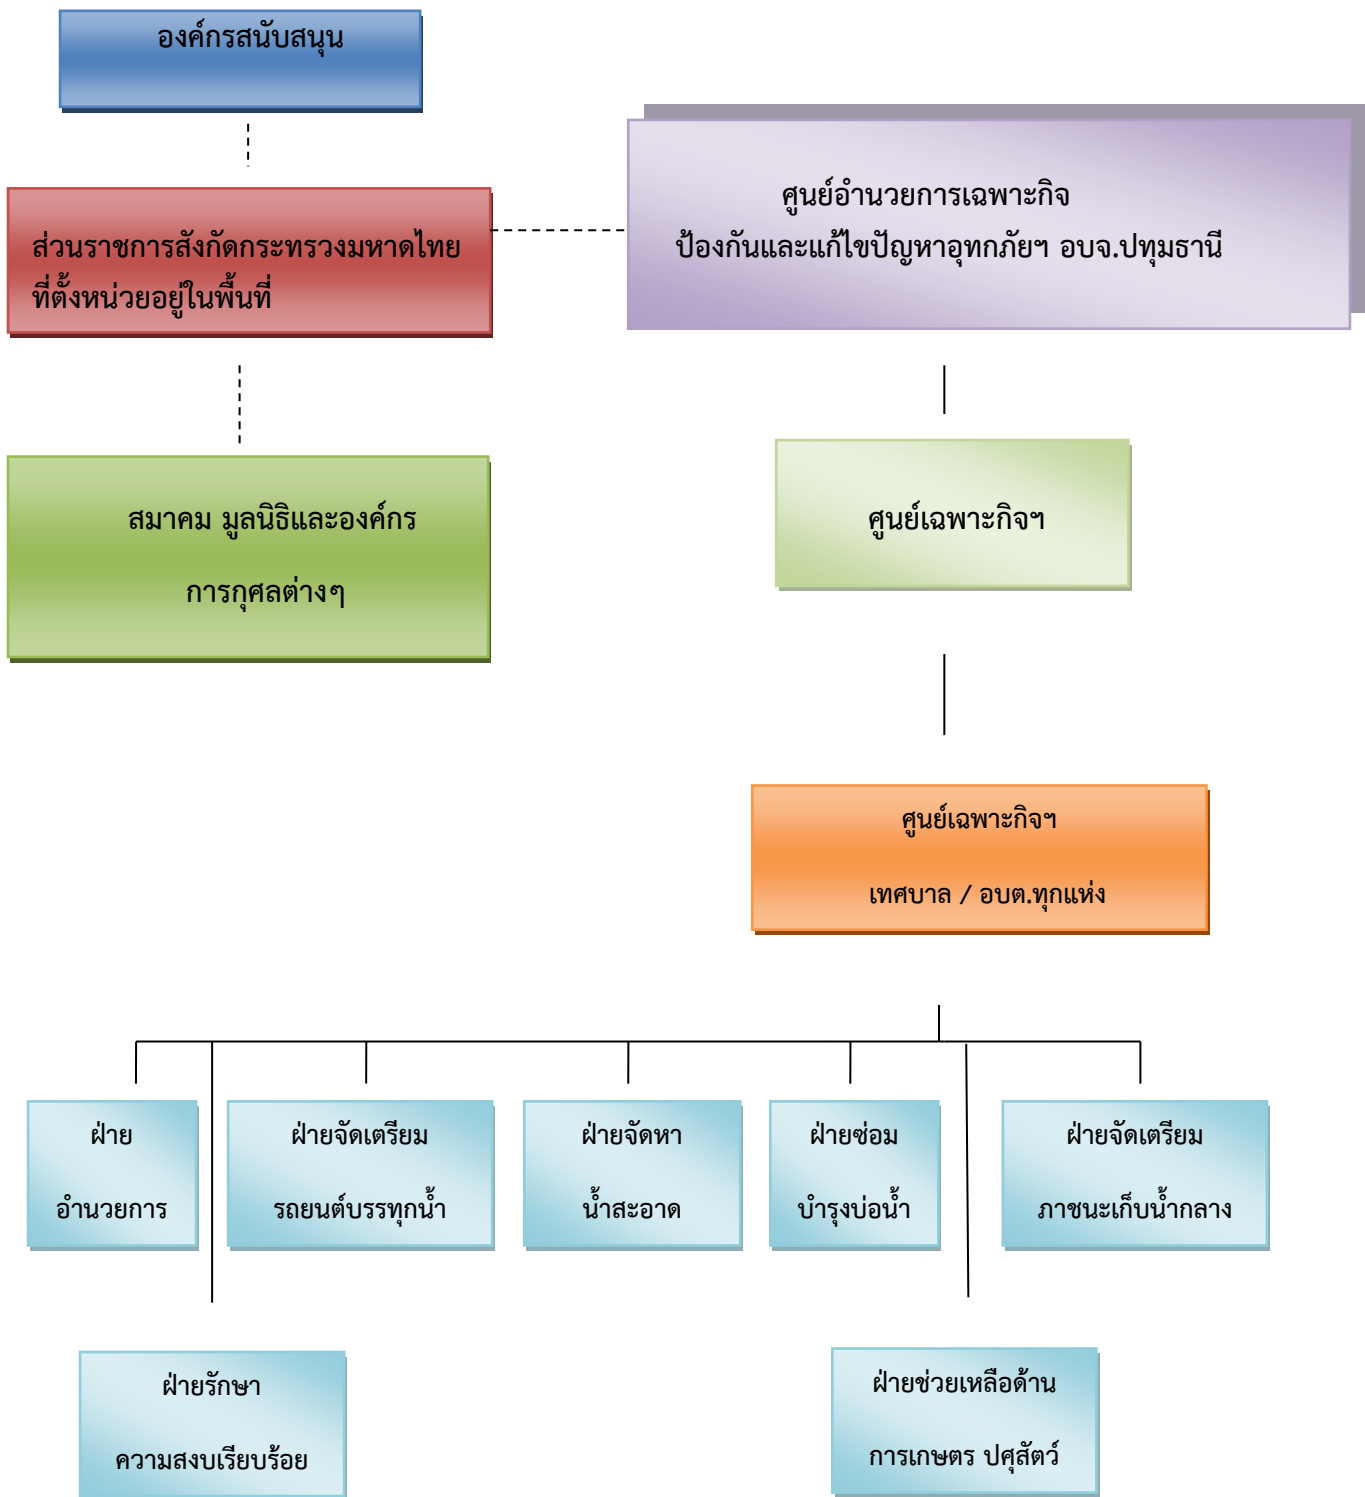 องค์กรสนับสนุน
ศูนย์อำนวยการเฉพาะกิจ
ป้องกันและแก้ไขปัญหาอุทกภัยฯ อบจ.ปทุมธานี
ส่วนราชการสังกัดกระทรวงมหาดไทย
ที่ตั้งหน่วยอยู่ในพื้นที่
สมาคม มูลนิธิและองค์กร
การกุศลต่างๆ
ศูนย์เฉพาะกิจฯ
ศูนย์เฉพาะกิจฯ
เทศบาล / อบต.ทุกแห่ง
ฝ่าย
อำนวยการ
ฝ่ายจัดเตรียม
รถยนต์บรรทุกน้ำ
ฝ่ายจัดหา
น้ำสะอาด
ฝ่ายซ่อม
บำรุงบ่อน้ำ
ฝ่ายจัดเตรียม
ภาชนะเก็บน้ำกลาง
ฝ่ายรักษา
ความสงบเรียบร้อย
ฝ่ายช่วยเหลือด้าน
การเกษตร ปศุสัตว์